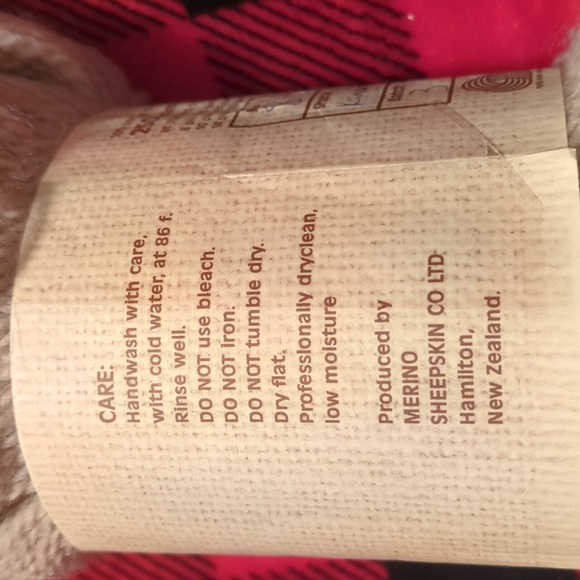 CARE:
Handwash with care,
with cold water, at 86 f.
Rinse well.
DO NOT use bleach.
DO NOT iron.
DO NOT tumble dry.
Dry flat.
Professionally dryclean,
low moisture
Produced by
MERINO
SHEEPSKIN CO LTD.
Hamilton,
New Zealand.